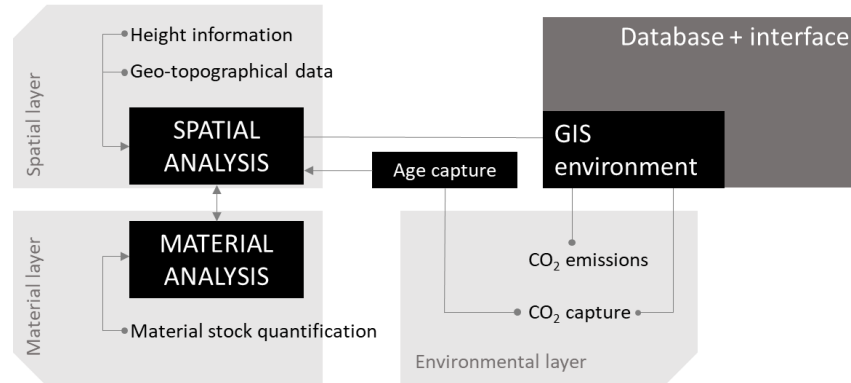 Height information
Geo-topographical data
Spatial layer
SPATIAL
ANALYSIS
Database + interface
GIS
environment
Age capture
Material layer
MATERIAL
ANALYSIS
Material stock quantification
CO₂ emissions
CO₂ capture
Environmental layer